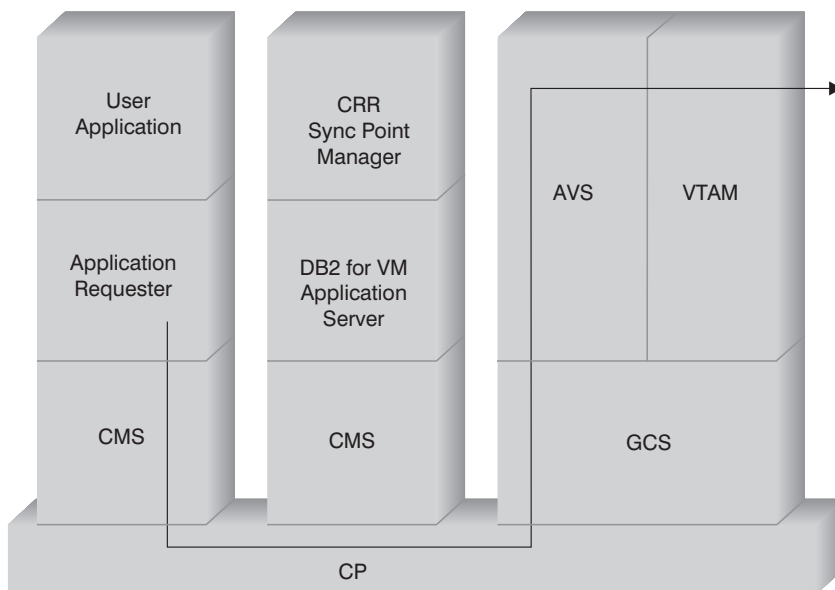 User
Application
CRR
Sync Point
Manager
AVS
VTAM
Application
Requester
DB2 for VM
Application
Server
CMS
CMS
GCS
CP